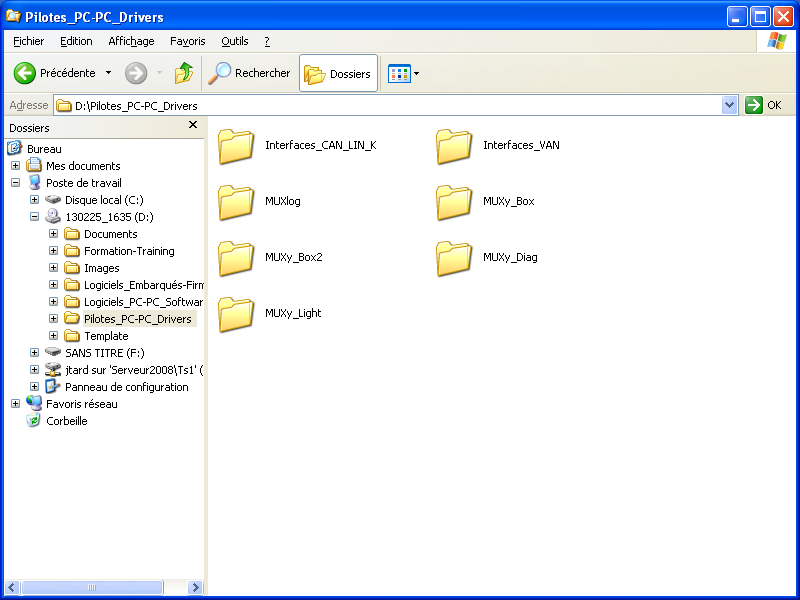 Pilotes_PC-PC_Drivers
Fichier Edition Affichage Favoris Outils ?
Précédente Rechercher Dossiers
Adresse D:\Pilotes_PC-PC_Drivers OK
Dossiers
Bureau
Mes documents
Poste de travail
Disque local (C:)
130225_1635 (D:)
Documents
Formation-Training
Images
Logiciels_Embarqués-Firm
Logiciels_PC-PC_Softwar
Pilotes_PC-PC_Drivers
Template
SANS TITRE (F:)
jtard sur 'Serveur2008\Ts1' (
Panneau de configuration
Favoris réseau
Corbeille
Interfaces_CAN_LIN_K Interfaces_VAN
MUXlog MUXy_Box
MUXy_Box2 MUXy_Diag
MUXy_Light